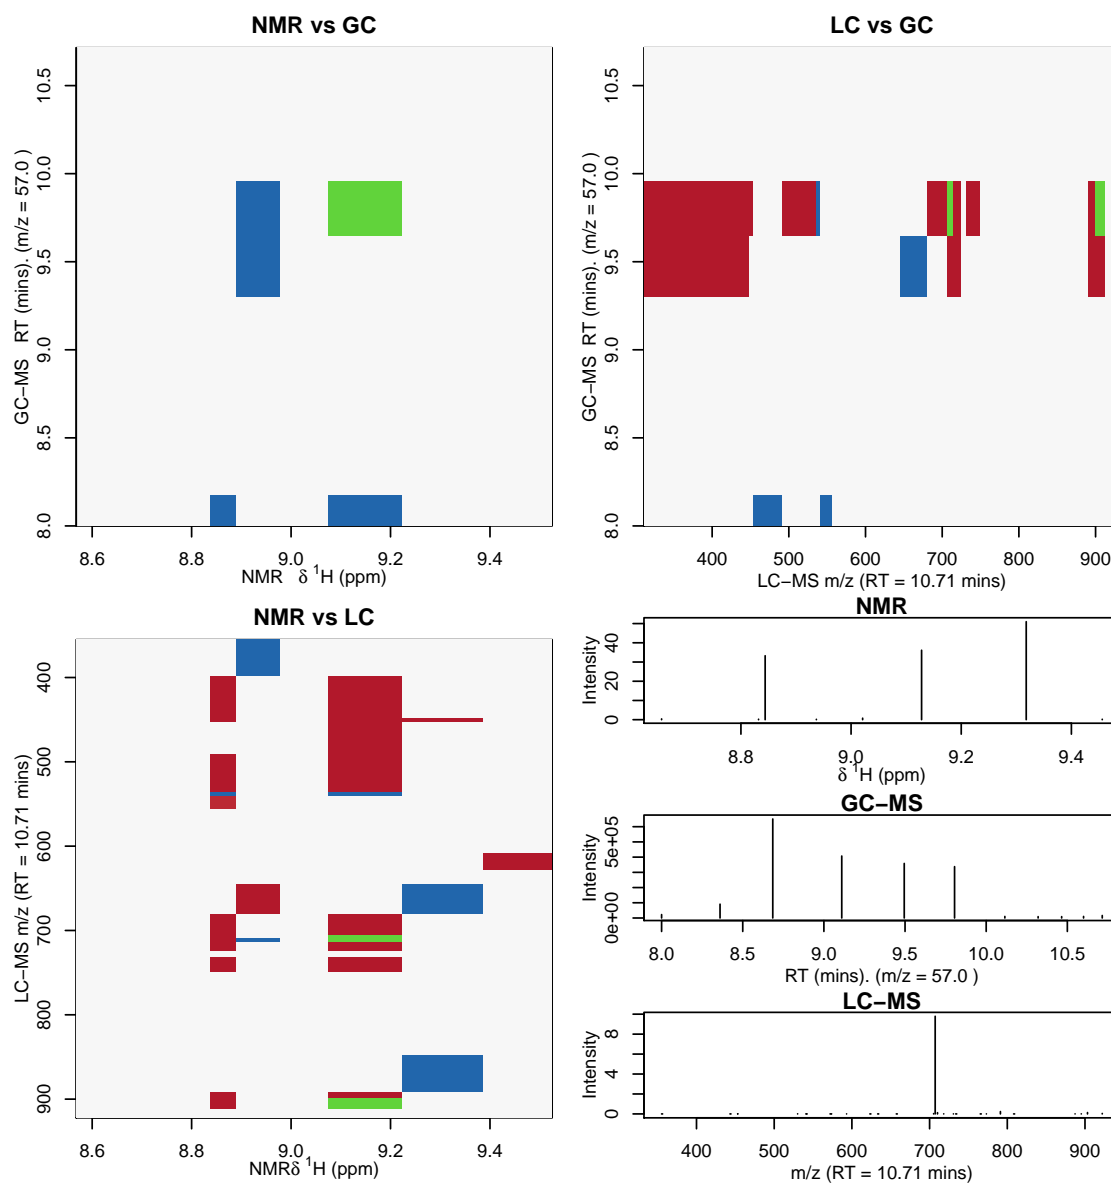 NMR vs GC
GC−MS RT (mins). (m/z = 57.0 )
8.0 8.5 9.0 9.5 10.0 10.5
8.6 8.8 9.0 9.2 9.4
NMR δ ¹H (ppm)
LC vs GC
GC−MS RT (mins). (m/z = 57.0 )
8.0 8.5 9.0 9.5 10.0 10.5
400 500 600 700 800 900
LC−MS m/z (RT = 10.71 mins)
NMR vs LC
LC−MS m/z (RT = 10.71 mins)
400 500 600 700 800 900
8.6 8.8 9.0 9.2 9.4
NMRδ ¹H (ppm)
NMR
Intensity
0 20 40
8.8 9.0 9.2 9.4
δ ¹H (ppm)
GC−MS
Intensity
0e+00 5e+05
8.0 8.5 9.0 9.5 10.0 10.5
RT (mins). (m/z = 57.0 )
LC−MS
Intensity
0 4 8
400 500 600 700 800 900
m/z (RT = 10.71 mins)